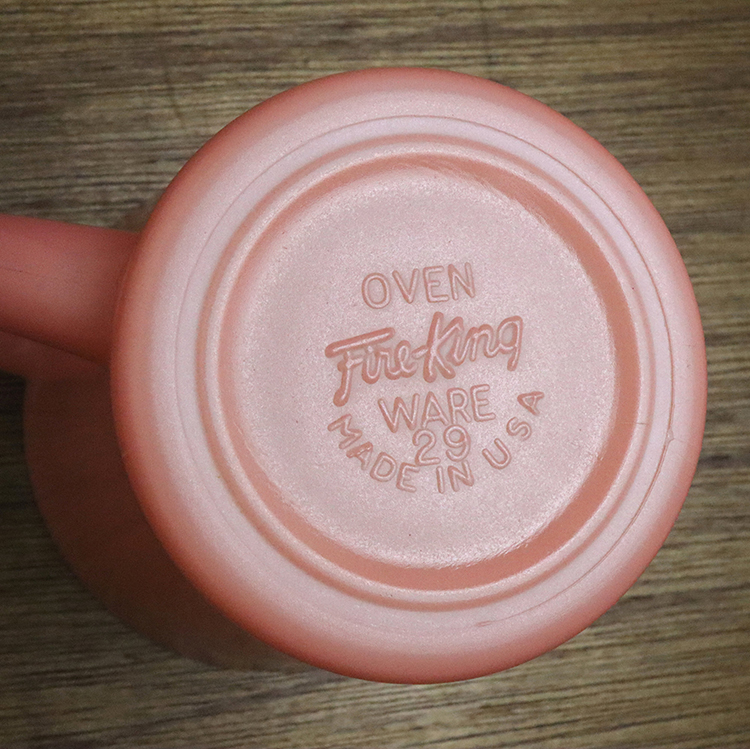 OVEN
Fire-King
WARE
29
MADE IN USA